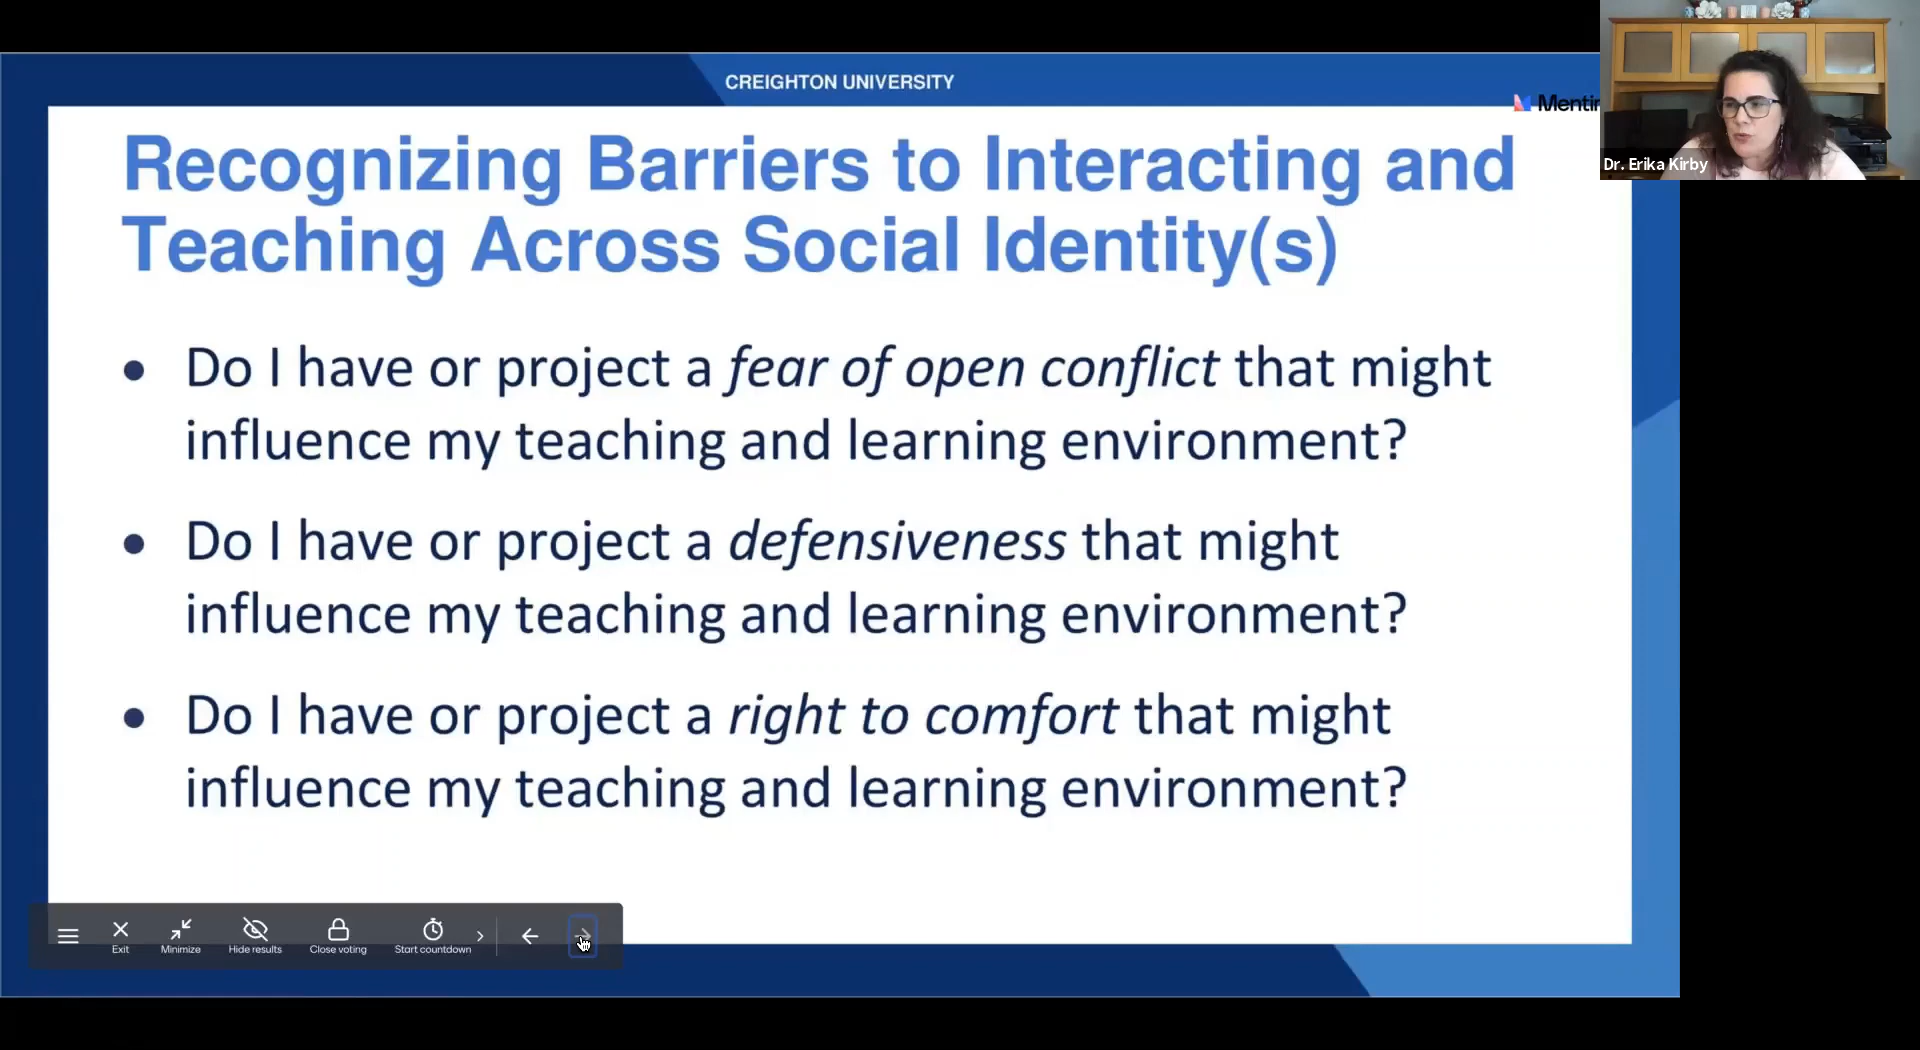 CREIGHTON UNIVERSITY
Recognizing Barriers to Interacting and
Teaching Across Social Identity(s)
• Do I have or project a fear of open conflict that might
influence my teaching and learning environment?
• Do I have or project a defensiveness that might
influence my teaching and learning environment?
• Do I have or project a right to comfort that might
influence my teaching and learning environment?
Dr. Erika Kirby
Exit
Minimize
Hide results
Close voting
Start countdown